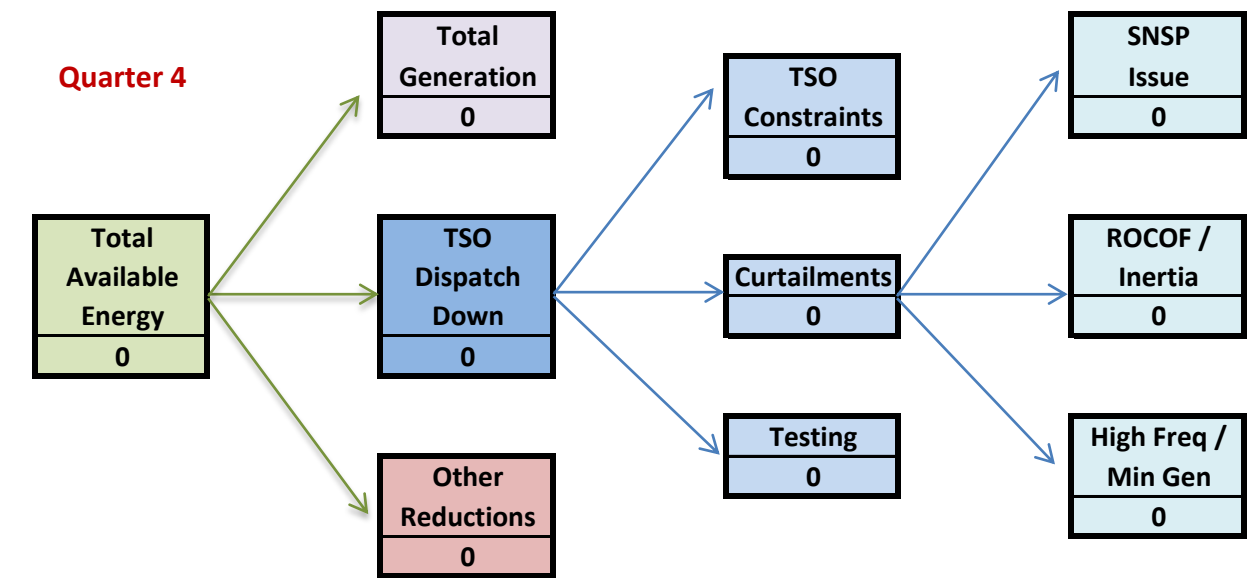 Quarter 4
Total
Available
Energy
0
Total
Generation
0
TSO
Dispatch
Down
0
Other
Reductions
0
TSO
Constraints
0
Curtailments
0
Testing
0
SNSP
Issue
0
ROCOF /
Inertia
0
High Freq /
Min Gen
0